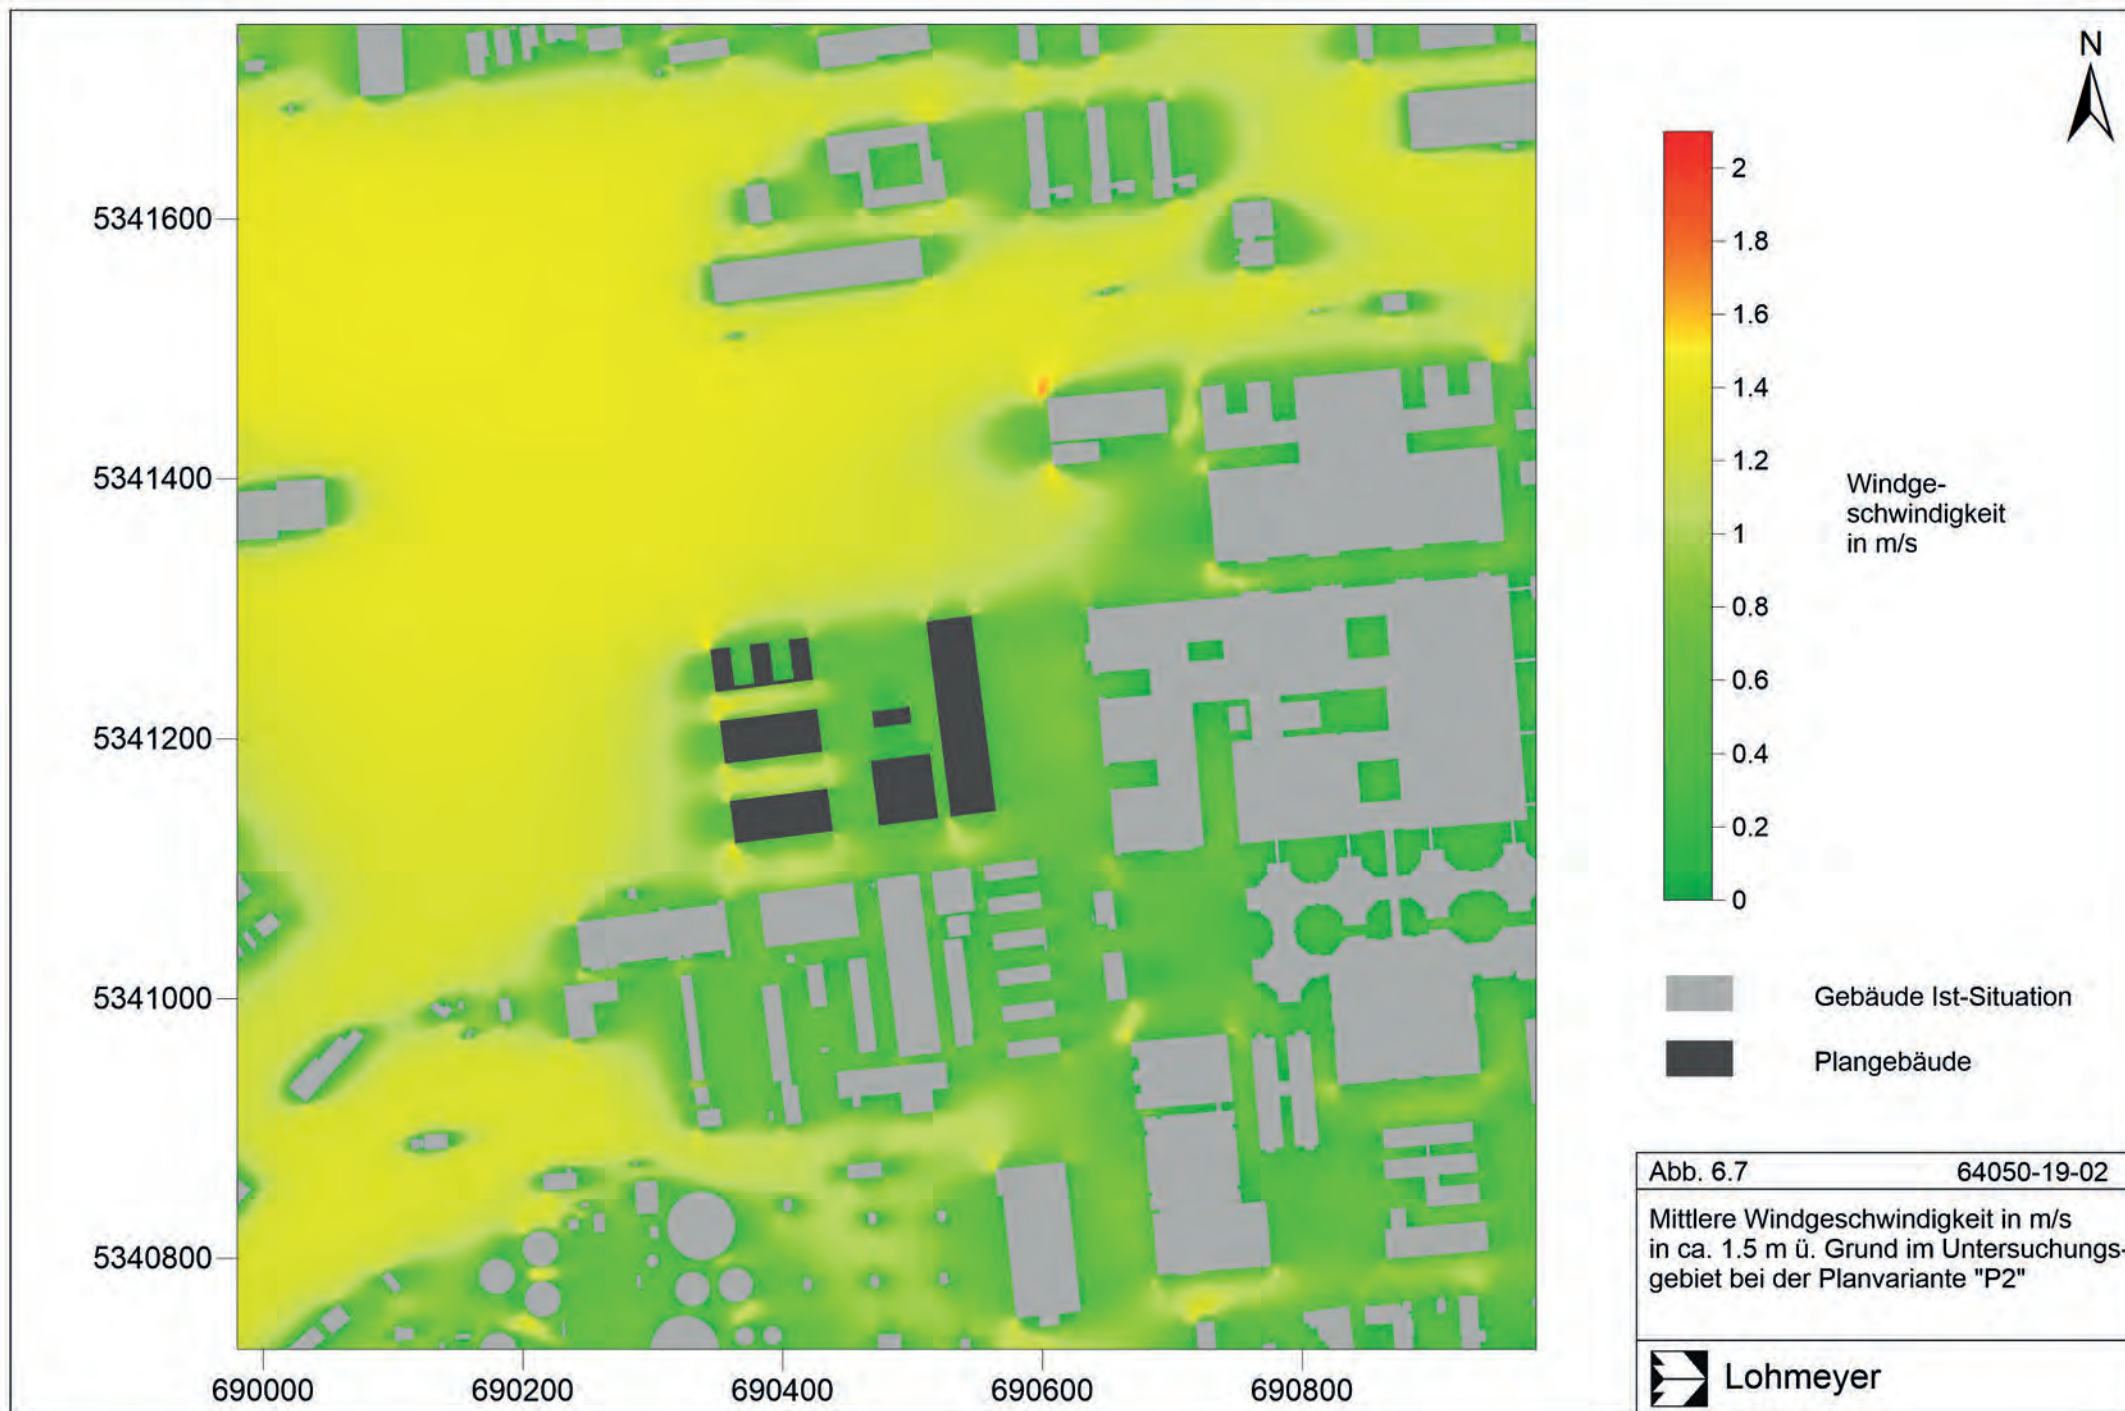 N
5341600
5341400
5341200
5341000
5340800
690000
690200
690400
690600
690800
2
1.8
1.6
1.4
1.2
1
0.8
0.6
0.4
0.2
0
Windge-
schwindigkeit
in m/s
Gebäude Ist-Situation
Plangebäude
Abb. 6.7 64050-19-02
Mittlere Windgeschwindigkeit in m/s
in ca. 1.5 m ü. Grund im Untersuchungs-
gebiet bei der Planvariante "P2"
Lohmeyer